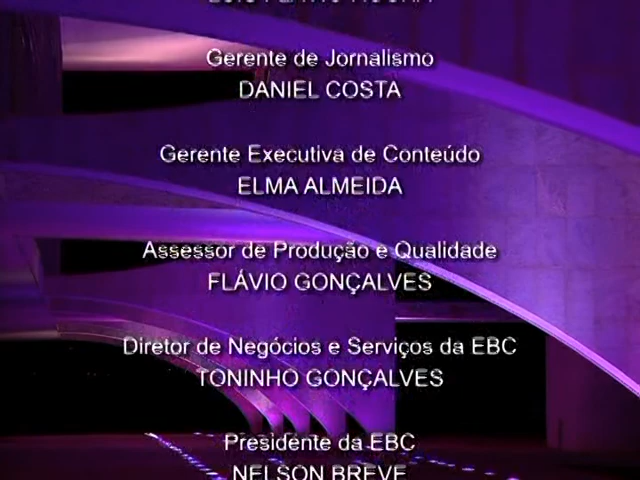 Gerente de Jornalismo
DANIEL COSTA
Gerente Executiva de Conteúdo
ELMA ALMEIDA
Assessor de Produção e Qualidade
FLÁVIO GONÇALVES
Diretor de Negócios e Serviços da EBC
TONINHO GONÇALVES
Presidente da EBC
NELSON BREVE